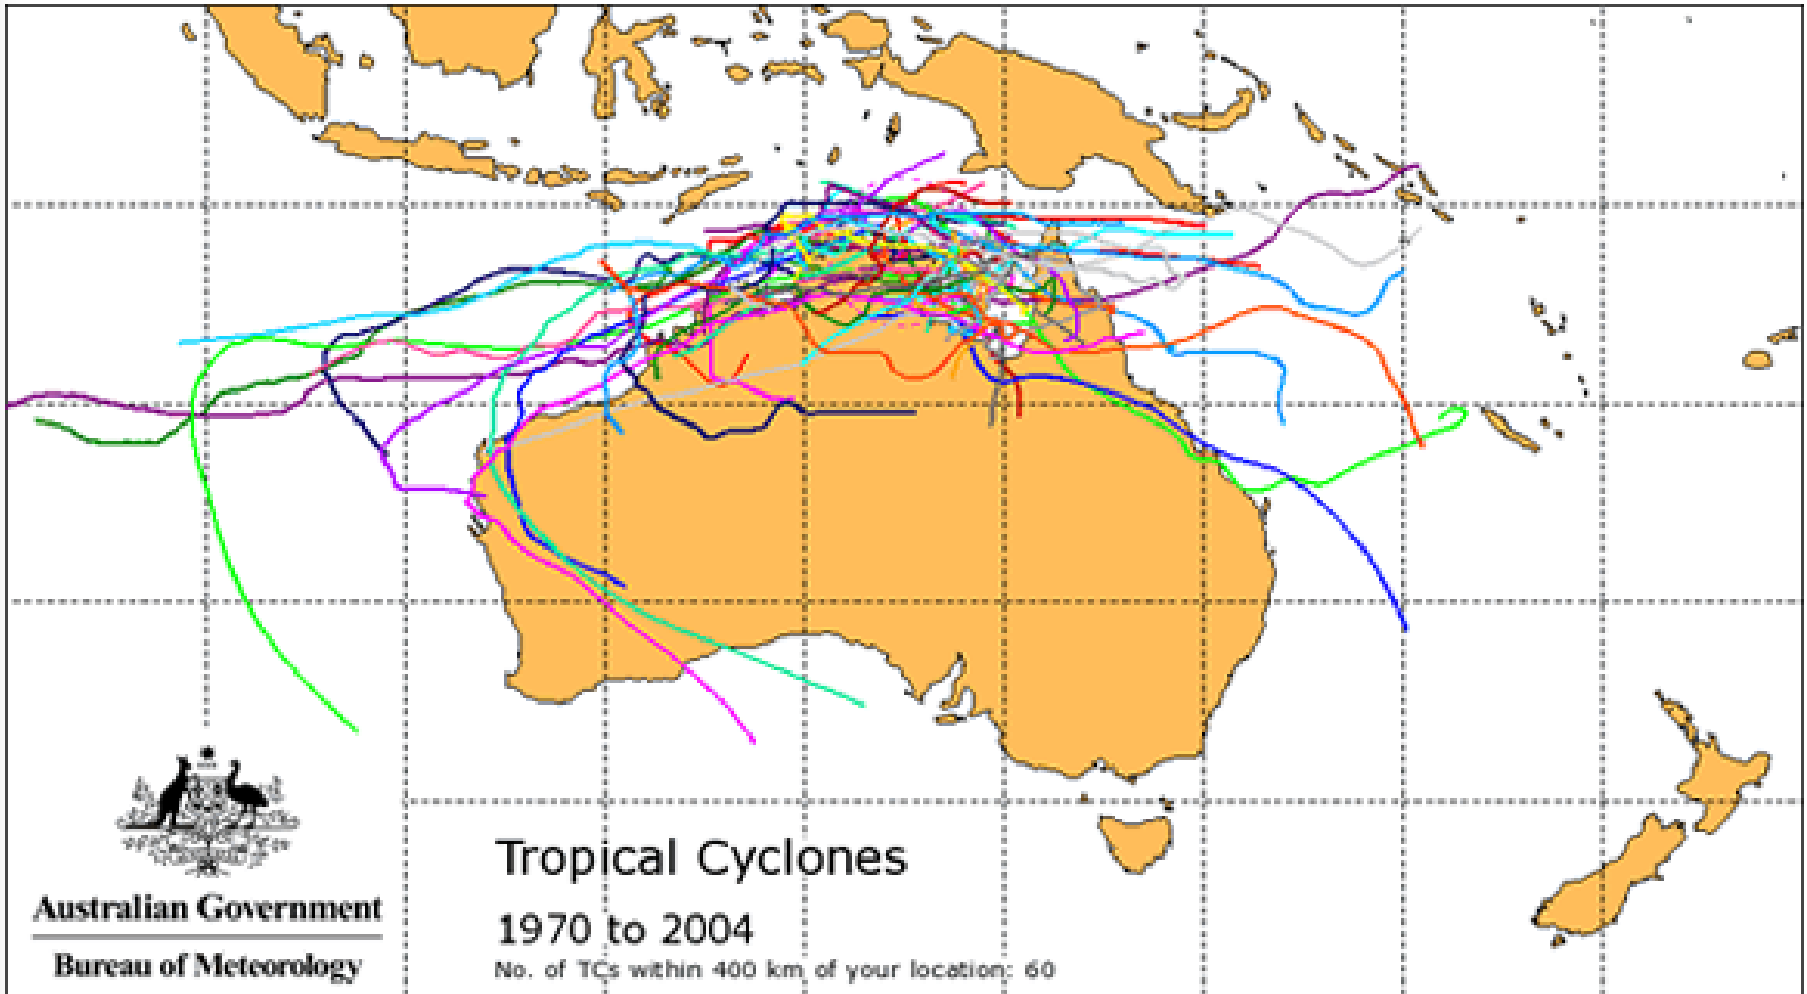 Tropical Cyclones
1970 to 2004
No. of TCs within 400 km of your location: 60
Australian Government
Bureau of Meteorology